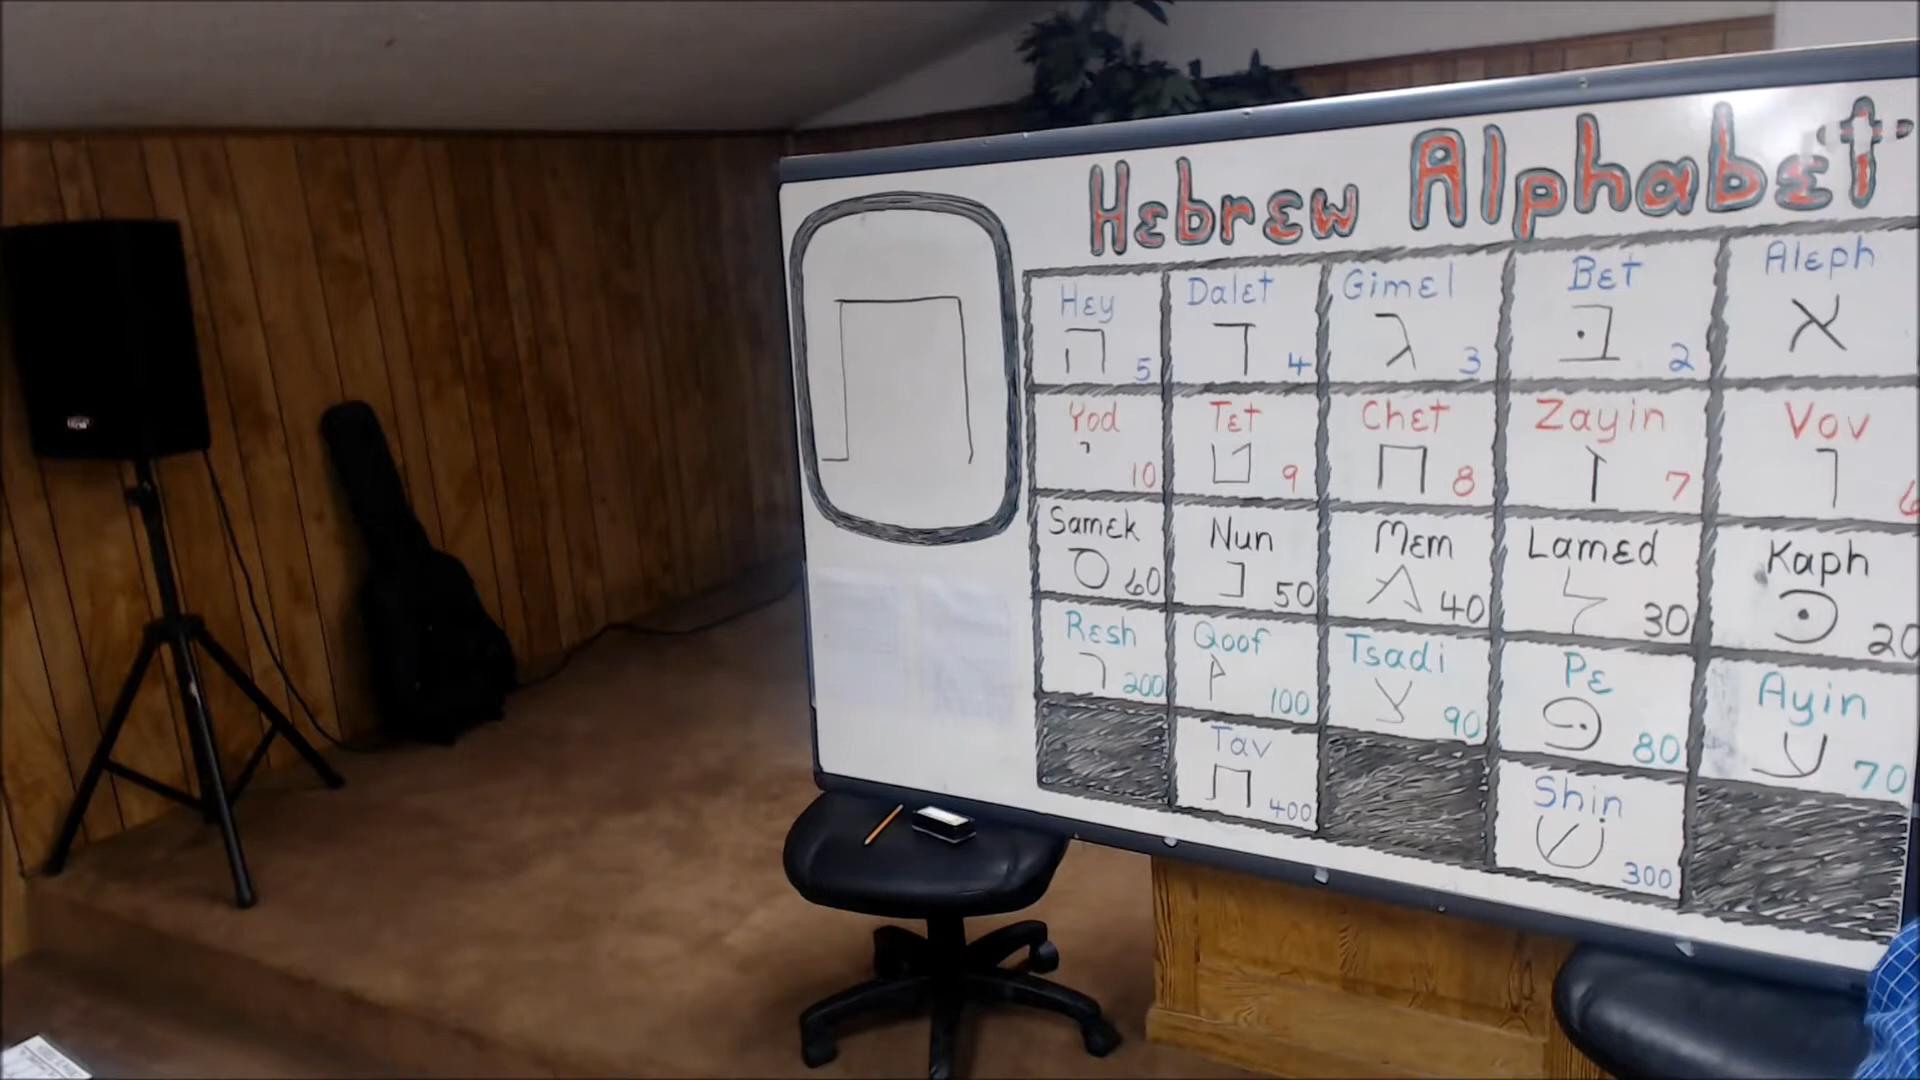 Hebrew Alphabet
ת
Hey Dalet Gimel Bet Aleph
ה 5 ד 4 ג 3 בּ 2 א
Yod Tet Chet Zayin Vov
י 10 ט 9 ח 8 ז 7 ו 6
Samek Nun Mem Lamed Kaph
ס 60 נ 50 מ 40 ל 30 כּ 20
Resh Qoof Tsadi Pe Ayin
ר 200 ק 100 צ 90 פּ 80 ע 70
Tav Shin
ת 400 שׁ 300